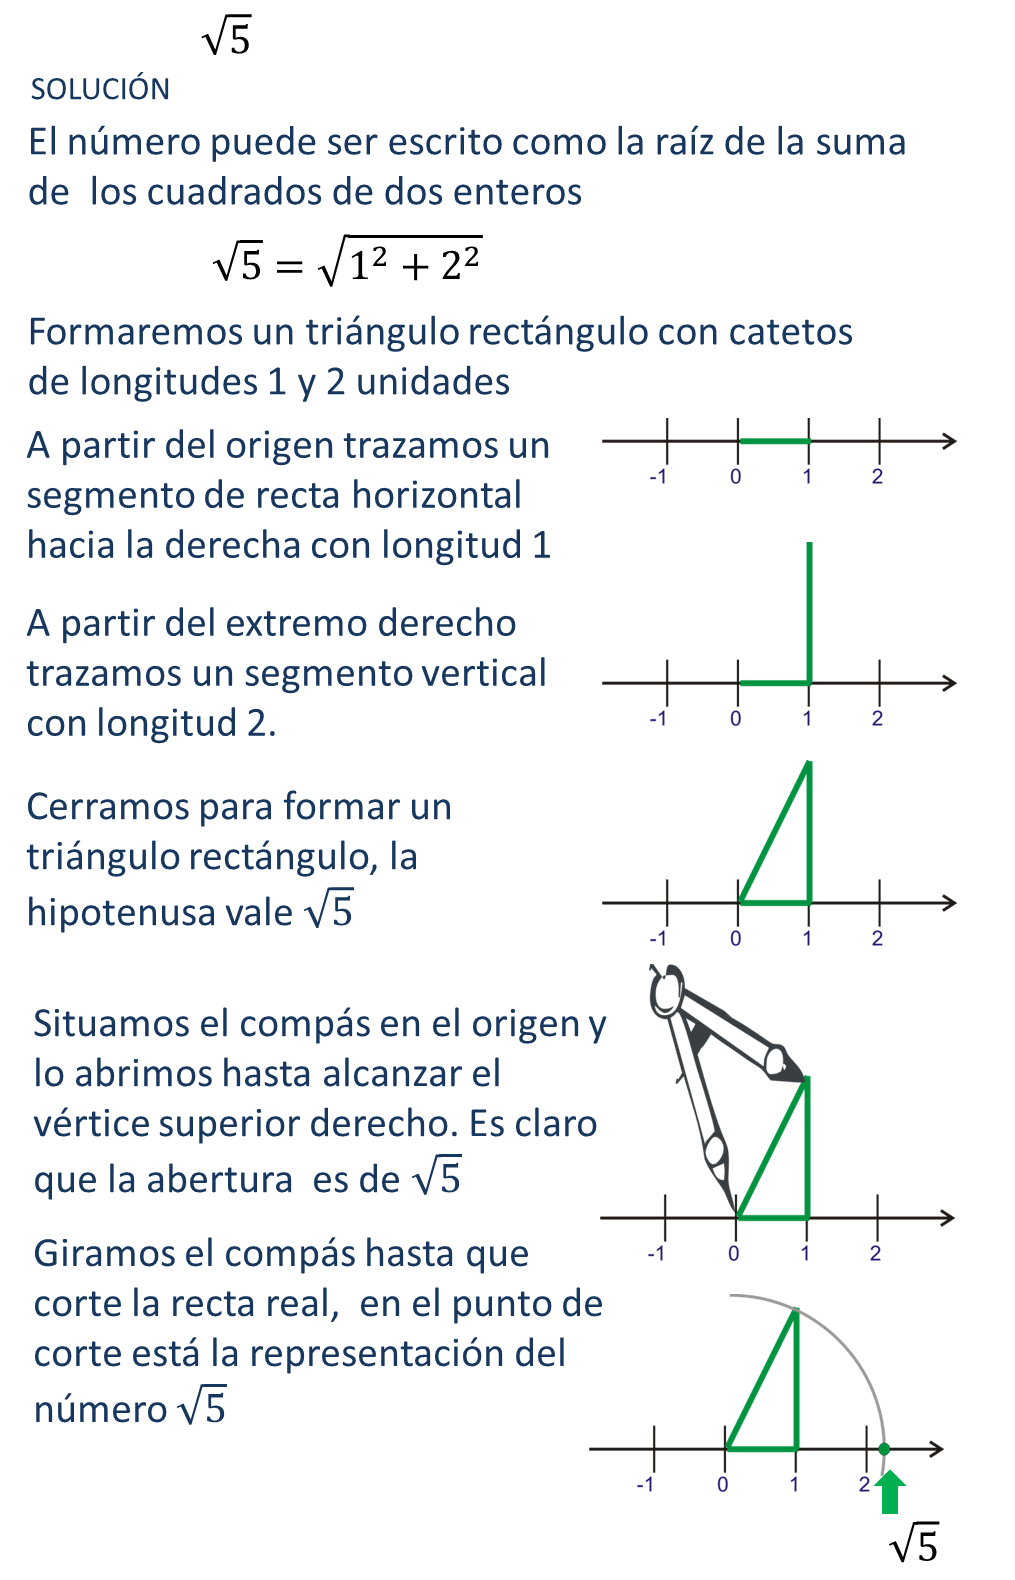 √5
SOLUCIÓN
El número puede ser escrito como la raíz de la suma
de los cuadrados de dos enteros
√5 = √(1² + 2²)
Formaremos un triángulo rectángulo con catetos
de longitudes 1 y 2 unidades
A partir del origen trazamos un
segmento de recta horizontal
hacia la derecha con longitud 1
-1 0 1 2
A partir del extremo derecho
trazamos un segmento vertical
con longitud 2.
-1 0 1 2
Cerramos para formar un
triángulo rectángulo, la
hipotenusa vale √5
-1 0 1 2
Situamos el compás en el origen y
lo abrimos hasta alcanzar el
vértice superior derecho. Es claro
que la abertura es de √5
-1 0 1 2
Giramos el compás hasta que
corte la recta real, en el punto de
corte está la representación del
número √5
-1 0 1 2
√5